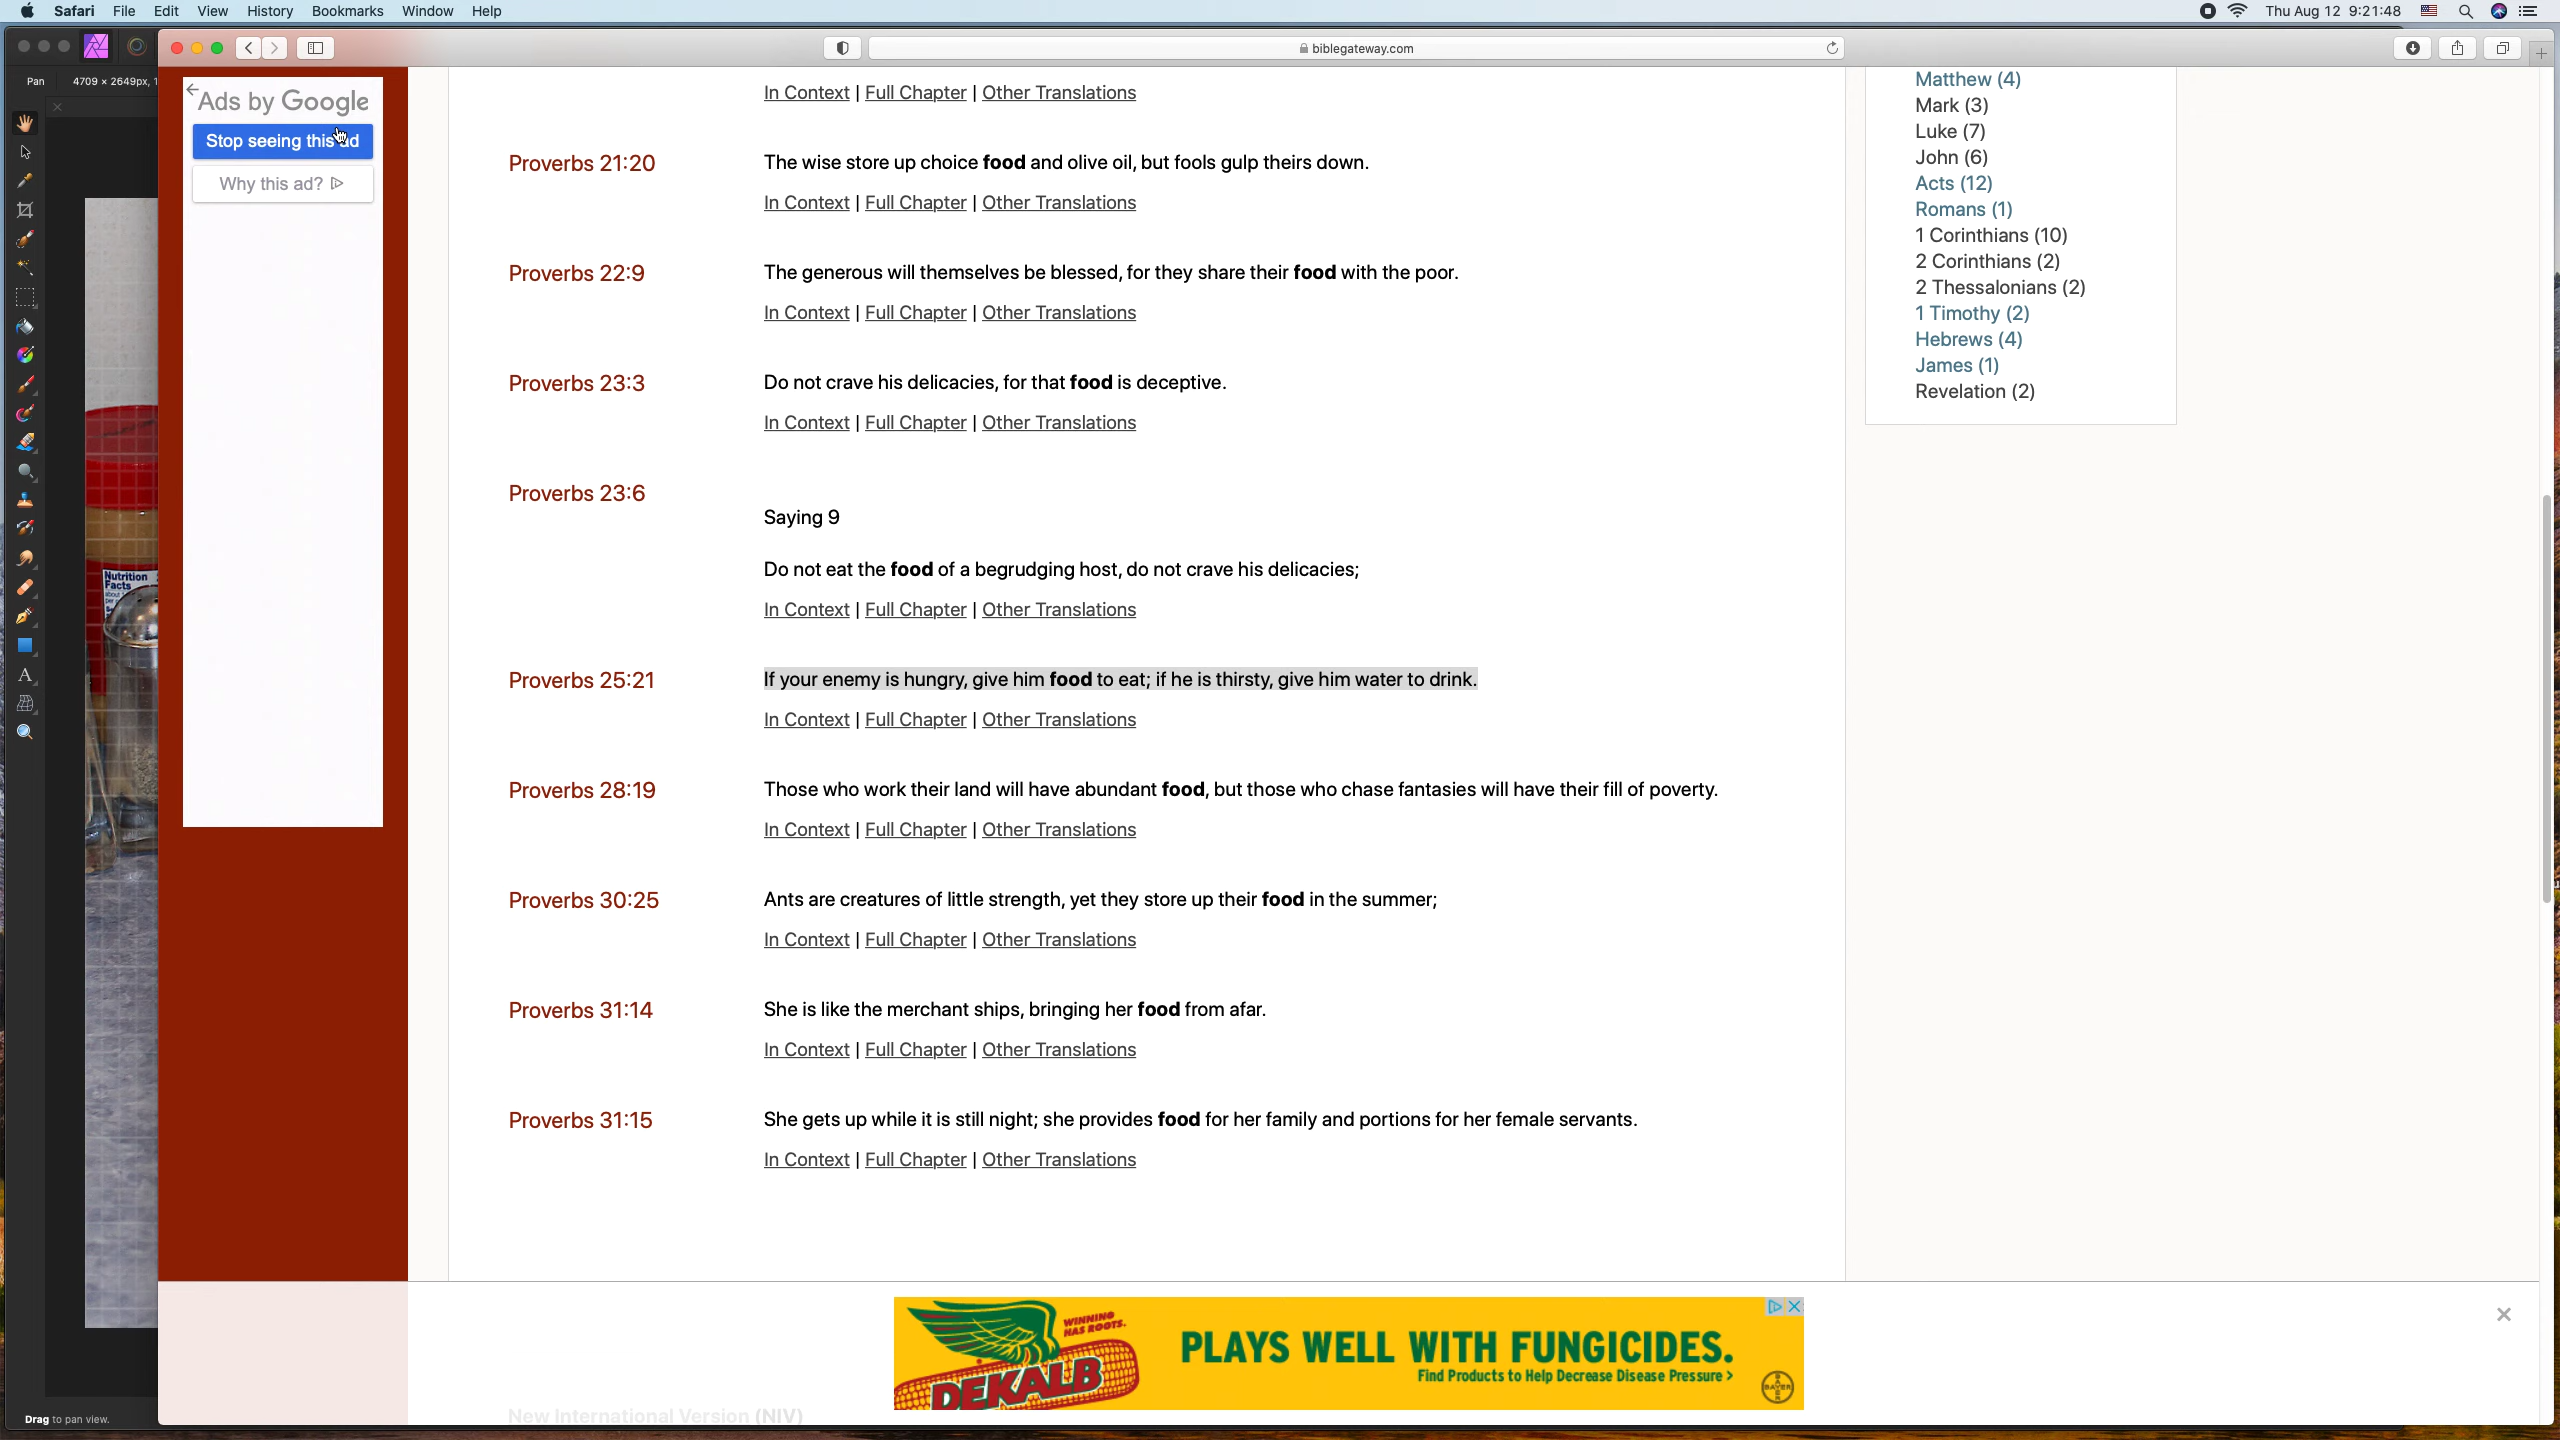 Safari File Edit View History Bookmarks Window Help
Thu Aug 12 9:21:48
biblegateway.com
Pan 4709 × 2649px, 1
Ads by Google
Stop seeing this ad
Why this ad?
Nutrition
Facts
In Context | Full Chapter | Other Translations
Proverbs 21:20
The wise store up choice food and olive oil, but fools gulp theirs down.
In Context | Full Chapter | Other Translations
Proverbs 22:9
The generous will themselves be blessed, for they share their food with the poor.
In Context | Full Chapter | Other Translations
Proverbs 23:3
Do not crave his delicacies, for that food is deceptive.
In Context | Full Chapter | Other Translations
Proverbs 23:6
Saying 9
Do not eat the food of a begrudging host, do not crave his delicacies;
In Context | Full Chapter | Other Translations
Proverbs 25:21
If your enemy is hungry, give him food to eat; if he is thirsty, give him water to drink.
In Context | Full Chapter | Other Translations
Proverbs 28:19
Those who work their land will have abundant food, but those who chase fantasies will have their fill of poverty.
In Context | Full Chapter | Other Translations
Proverbs 30:25
Ants are creatures of little strength, yet they store up their food in the summer;
In Context | Full Chapter | Other Translations
Proverbs 31:14
She is like the merchant ships, bringing her food from afar.
In Context | Full Chapter | Other Translations
Proverbs 31:15
She gets up while it is still night; she provides food for her family and portions for her female servants.
In Context | Full Chapter | Other Translations
Matthew (4)
Mark (3)
Luke (7)
John (6)
Acts (12)
Romans (1)
1 Corinthians (10)
2 Corinthians (2)
2 Thessalonians (2)
1 Timothy (2)
Hebrews (4)
James (1)
Revelation (2)
WINNING
HAS ROOTS.
DEKALB
PLAYS WELL WITH FUNGICIDES.
Find Products to Help Decrease Disease Pressure >
BAYER
New International Version (NIV)
Drag to pan view.